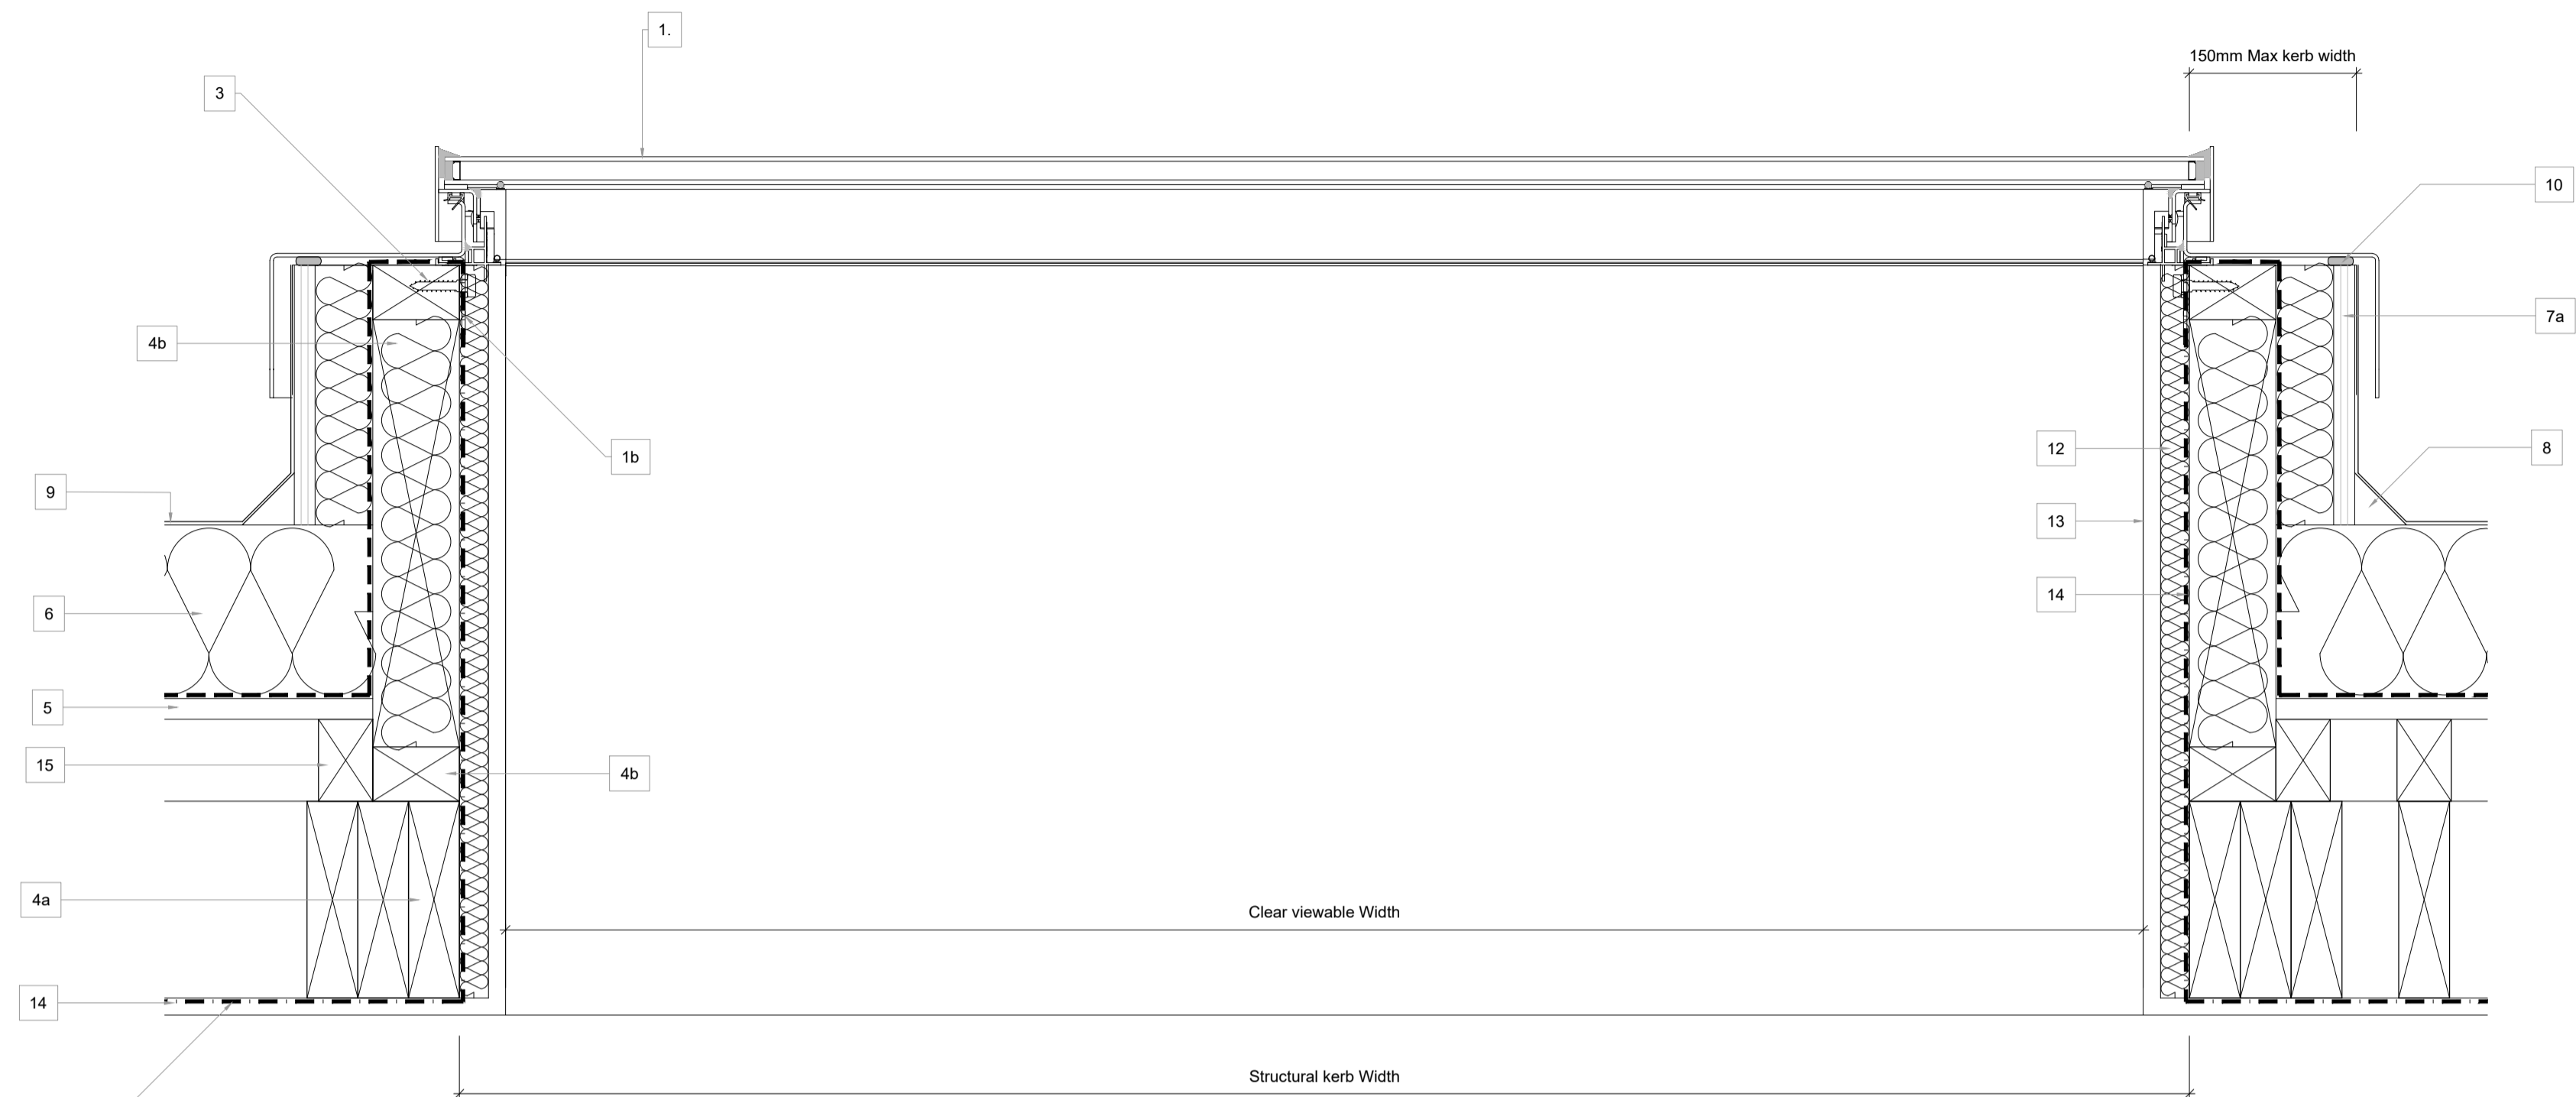 1.
150mm Max kerb width
3
10
7a
4b
1b
12
8
9
13
14
6
5
15
4b
4a
Clear viewable Width
14
Structural kerb Width